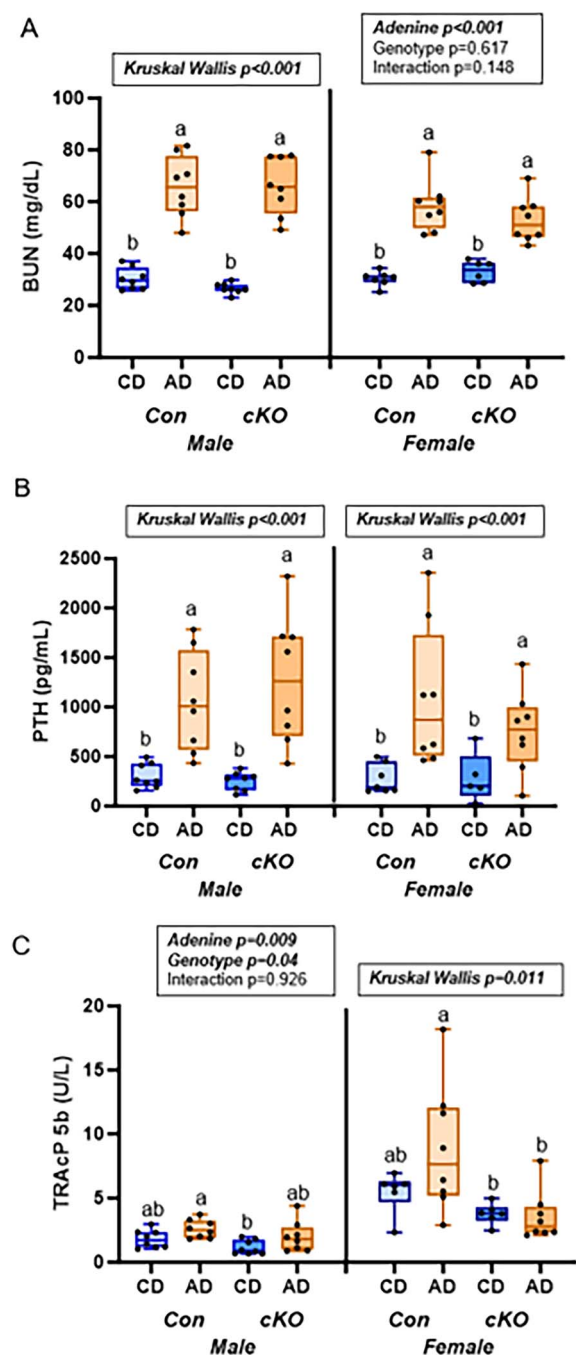 A
Kruskal Wallis p<0.001
Adenine p<0.001
Genotype p=0.617
Interaction p=0.148
BUN (mg/dL)
100
80
60
40
20
0
b
a
b
a
b
a
b
a
CD AD CD AD CD AD CD AD
Con cKO Con cKO
Male Female
B
Kruskal Wallis p<0.001
Kruskal Wallis p<0.001
PTH (pg/mL)
2500
2000
1500
1000
500
0
b
a
b
a
b
a
b
a
CD AD CD AD CD AD CD AD
Con cKO Con cKO
Male Female
C
Adenine p=0.009
Genotype p=0.04
Interaction p=0.926
Kruskal Wallis p=0.011
TRAcP 5b (U/L)
20
15
10
5
0
ab
a
b
ab
ab
a
b
b
CD AD CD AD CD AD CD AD
Con cKO Con cKO
Male Female